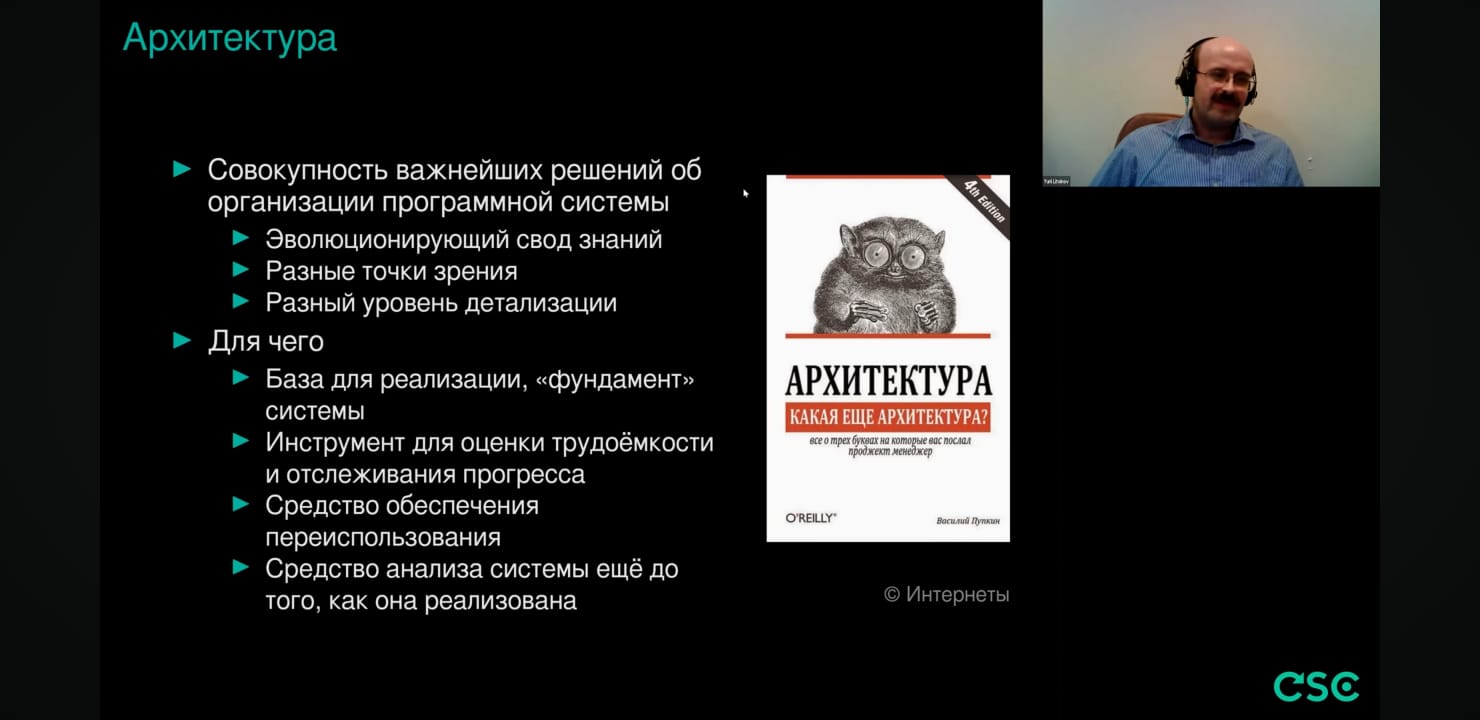 Архитектура
Совокупность важнейших решений об
организации программной системы
Эволюционирующий свод знаний
Разные точки зрения
Разный уровень детализации
Для чего
База для реализации, «фундамент»
системы
Инструмент для оценки трудоёмкости
и отслеживания прогресса
Средство обеспечения
переиспользования
Средство анализа системы ещё до
того, как она реализована
4th Edition
АРХИТЕКТУРА
КАКАЯ ЕЩЕ АРХИТЕКТУРА?
все о трех буквах на которые вас послал
проджект менеджер
O'REILLY®
Василий Пупкин
© Интернеты
Yurii Litvinov
CSC